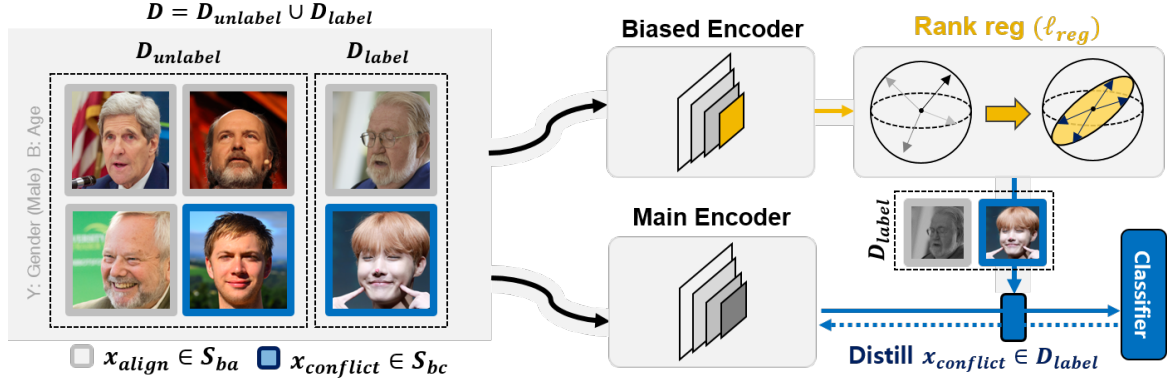 D = D_unlabel ∪ D_label
D_unlabel
D_label
Y: Gender (Male) B: Age
x_align ∈ S_ba
x_conflict ∈ S_bc
Biased Encoder
Rank reg (ℓ_reg)
Main Encoder
D_label
Classifier
Distill x_conflict ∈ D_label